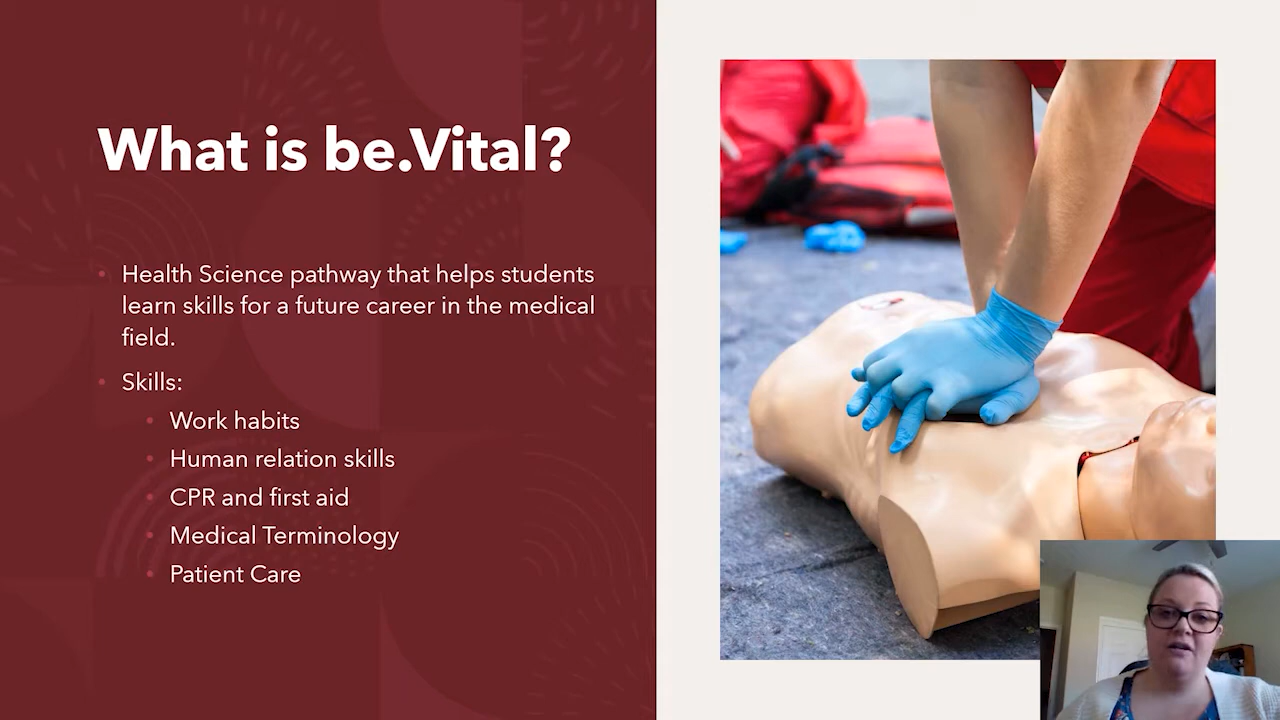 What is be.Vital?
• Health Science pathway that helps students
learn skills for a future career in the medical
field.
• Skills:
• Work habits
• Human relation skills
• CPR and first aid
• Medical Terminology
• Patient Care